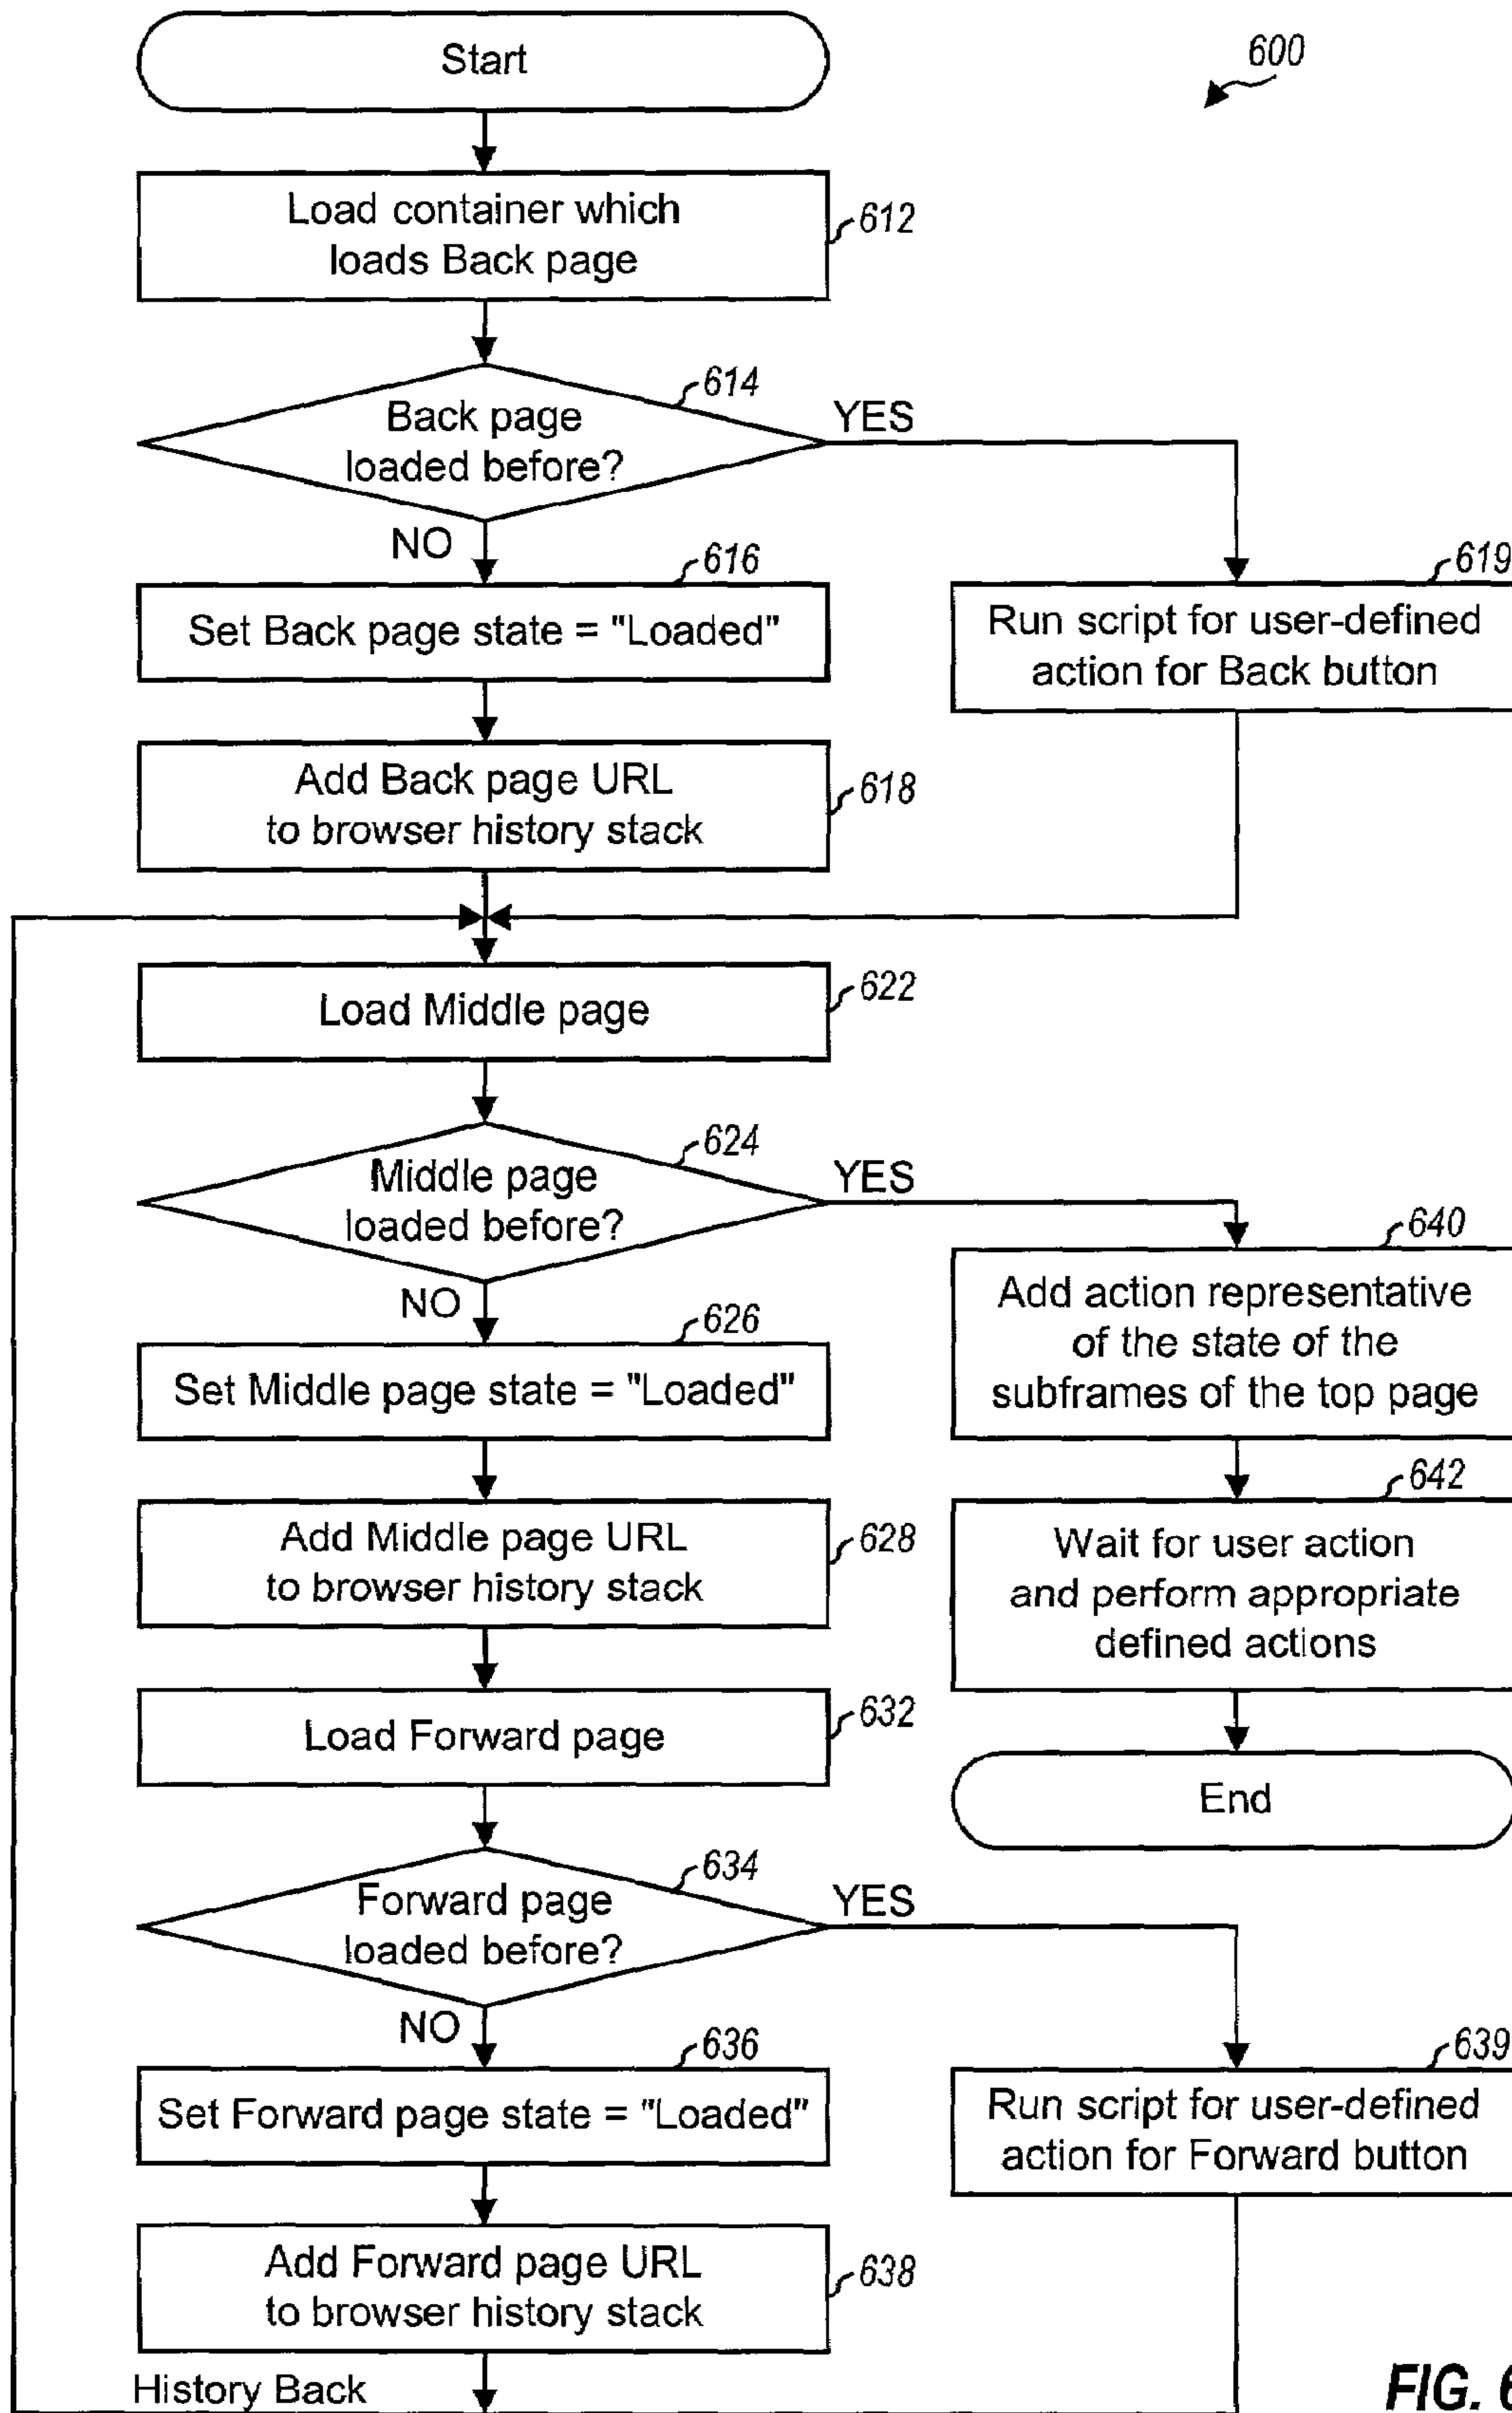 Start
600
Load container which
loads Back page
612
614
Back page
loaded before?
YES
NO
616
Set Back page state = "Loaded"
619
Run script for user-defined
action for Back button
Add Back page URL
to browser history stack
618
Load Middle page
622
624
Middle page
loaded before?
YES
NO
640
Add action representative
of the state of the
subframes of the top page
626
Set Middle page state = "Loaded"
642
Wait for user action
and perform appropriate
defined actions
Add Middle page URL
to browser history stack
628
Load Forward page
632
End
634
Forward page
loaded before?
YES
NO
636
Set Forward page state = "Loaded"
639
Run script for user-defined
action for Forward button
Add Forward page URL
to browser history stack
638
History Back
FIG. 6